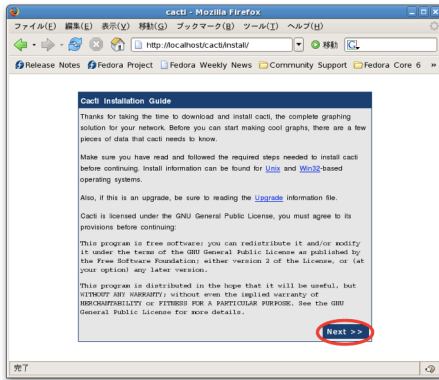 cacti - Mozilla Firefox
ファイル(F) 編集(E) 表示(V) 移動(G) ブックマーク(B) ツール(T) ヘルプ(H)
http://localhost/cacti/install/ 移動
Release Notes Fedora Project Fedora Weekly News Community Support Fedora Core 6 »
Cacti Installation Guide
Thanks for taking the time to download and install cacti, the complete graphing
solution for your network. Before you can start making cool graphs, there are a few
pieces of data that cacti needs to know.
Make sure you have read and followed the required steps needed to install cacti
before continuing. Install information can be found for Unix and Win32-based
operating systems.
Also, if this is an upgrade, be sure to reading the Upgrade information file.
Cacti is licensed under the GNU General Public License, you must agree to its
provisions before continuing:
This program is free software; you can redistribute it and/or modify
it under the terms of the GNU General Public License as published by
the Free Software Foundation; either version 2 of the License, or (at
your option) any later version.
This program is distributed in the hope that it will be useful, but
WITHOUT ANY WARRANTY; without even the implied warranty of
MERCHANTABILITY or FITNESS FOR A PARTICULAR PURPOSE. See the GNU
General Public License for more details.
Next >>
完了